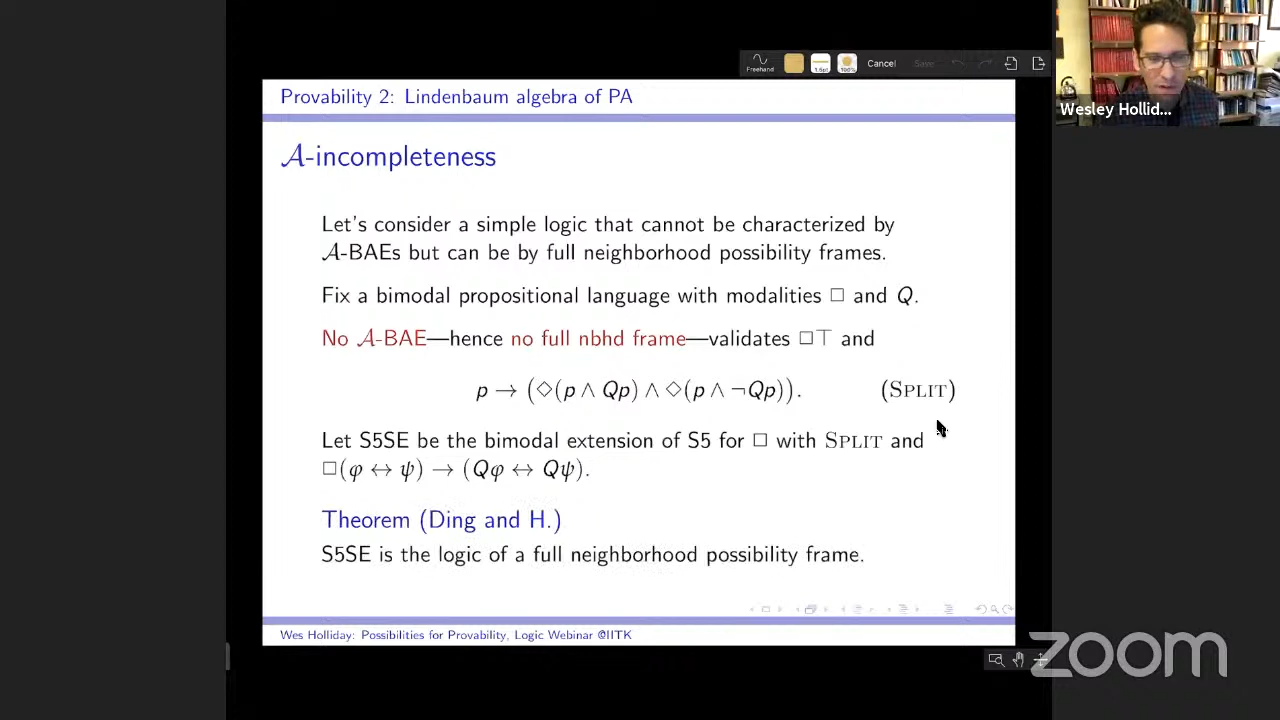 Freehand
1.5pt
100%
Cancel
Save
Wesley Hollid...
Provability 2: Lindenbaum algebra of PA
𝒜-incompleteness
Let's consider a simple logic that cannot be characterized by
𝒜-BAEs but can be by full neighborhood possibility frames.
Fix a bimodal propositional language with modalities □ and Q.
No 𝒜-BAE—hence no full nbhd frame—validates □⊤ and
p → (◇(p ∧ Qp) ∧ ◇(p ∧ ¬Qp)). (SPLIT)
Let S5SE be the bimodal extension of S5 for □ with SPLIT and
□(φ ↔ ψ) → (Qφ ↔ Qψ).
Theorem (Ding and H.)
S5SE is the logic of a full neighborhood possibility frame.
Wes Holliday: Possibilities for Provability, Logic Webinar @IITK
zoom